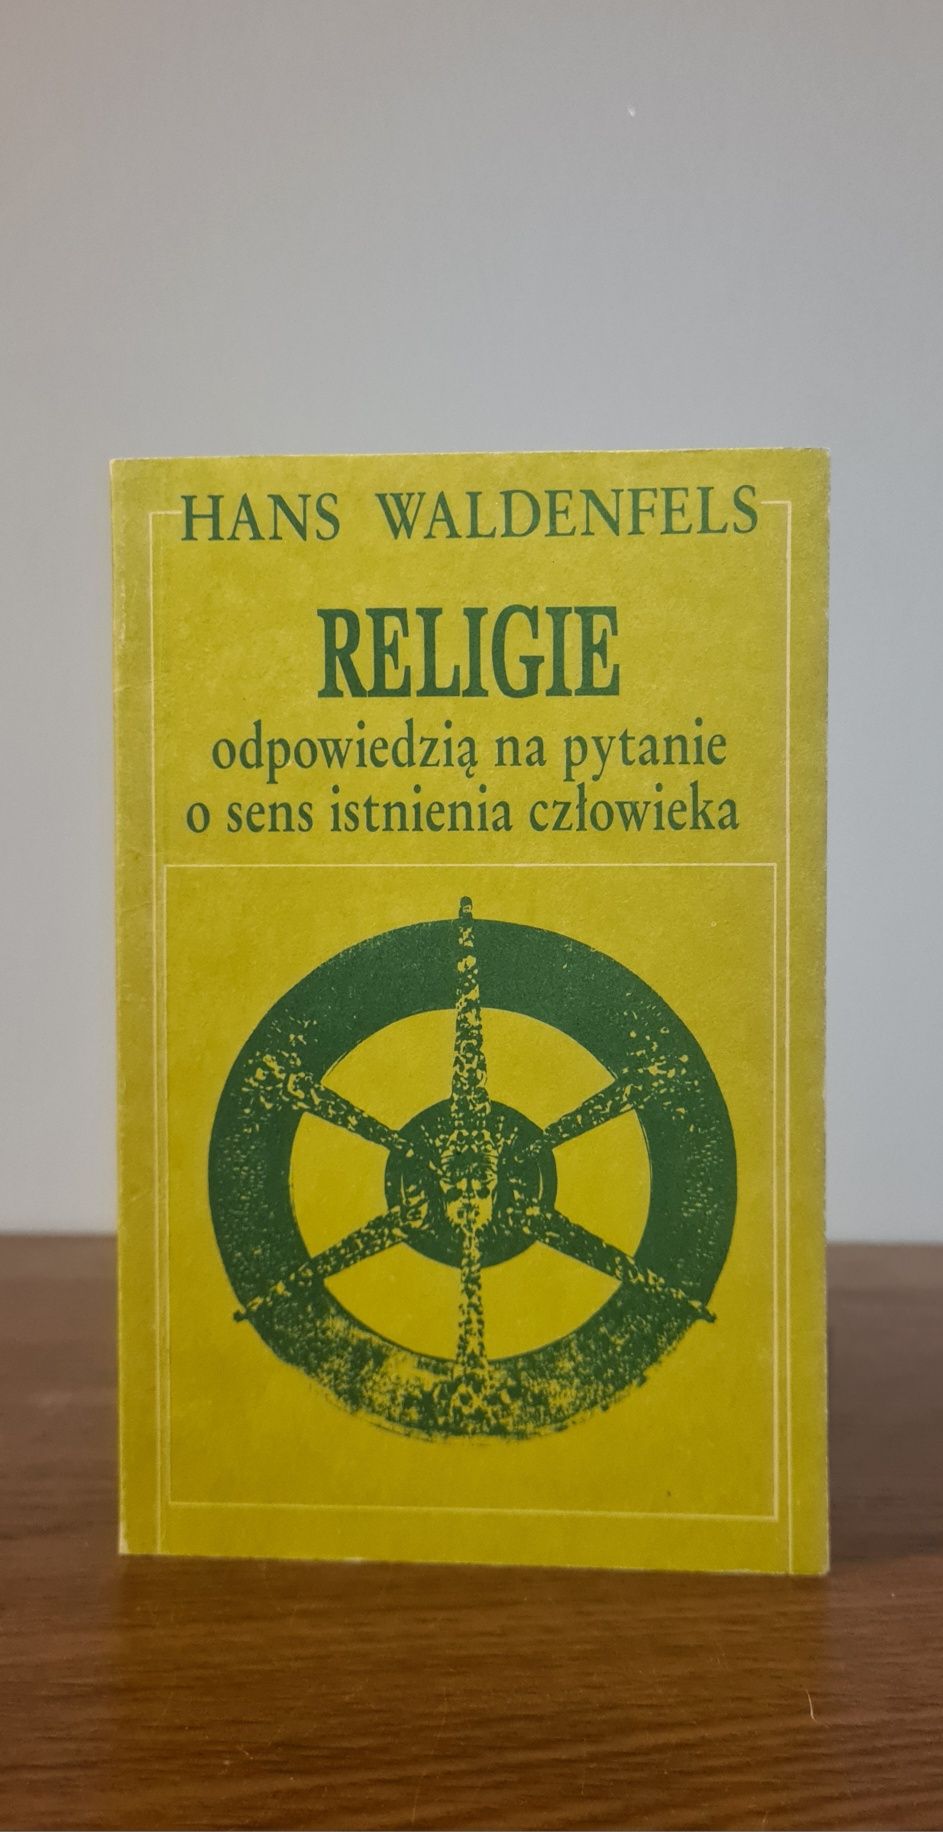 HANS WALDENFELS
RELIGIE
odpowiedzią na pytanie
o sens istnienia człowieka